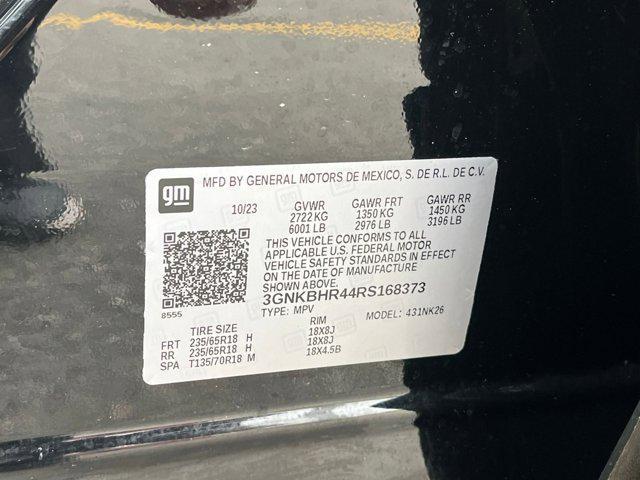 gm MFD BY GENERAL MOTORS DE MEXICO, S. DE R.L. DE C.V.
10/23 GVWR GAWR FRT GAWR RR
2722 KG 1350 KG 1450 KG
6001 LB 2976 LB 3196 LB
THIS VEHICLE CONFORMS TO ALL
APPLICABLE U.S. FEDERAL MOTOR
VEHICLE SAFETY STANDARDS IN EFFECT
ON THE DATE OF MANUFACTURE
SHOWN ABOVE.
3GNKBHR44RS168373
8555 TYPE: MPV MODEL: 431NK26
TIRE SIZE RIM
FRT 235/65R18 H 18X8J
RR 235/65R18 H 18X8J
SPA T135/70R18 M 18X4.5B